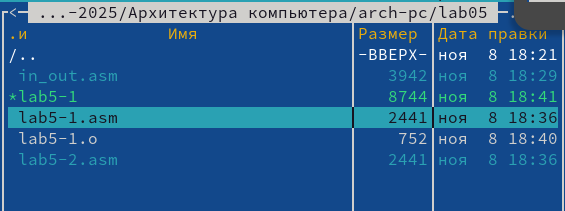 <─ ...-2025/Архитектура компьютера/arch-pc/lab05
.и Имя Размер Дата правки
/.. -ВВЕРХ- ноя 8 18:21
in_out.asm 3942 ноя 8 18:29
*lab5-1 8744 ноя 8 18:41
lab5-1.asm 2441 ноя 8 18:36
lab5-1.o 752 ноя 8 18:40
lab5-2.asm 2441 ноя 8 18:36